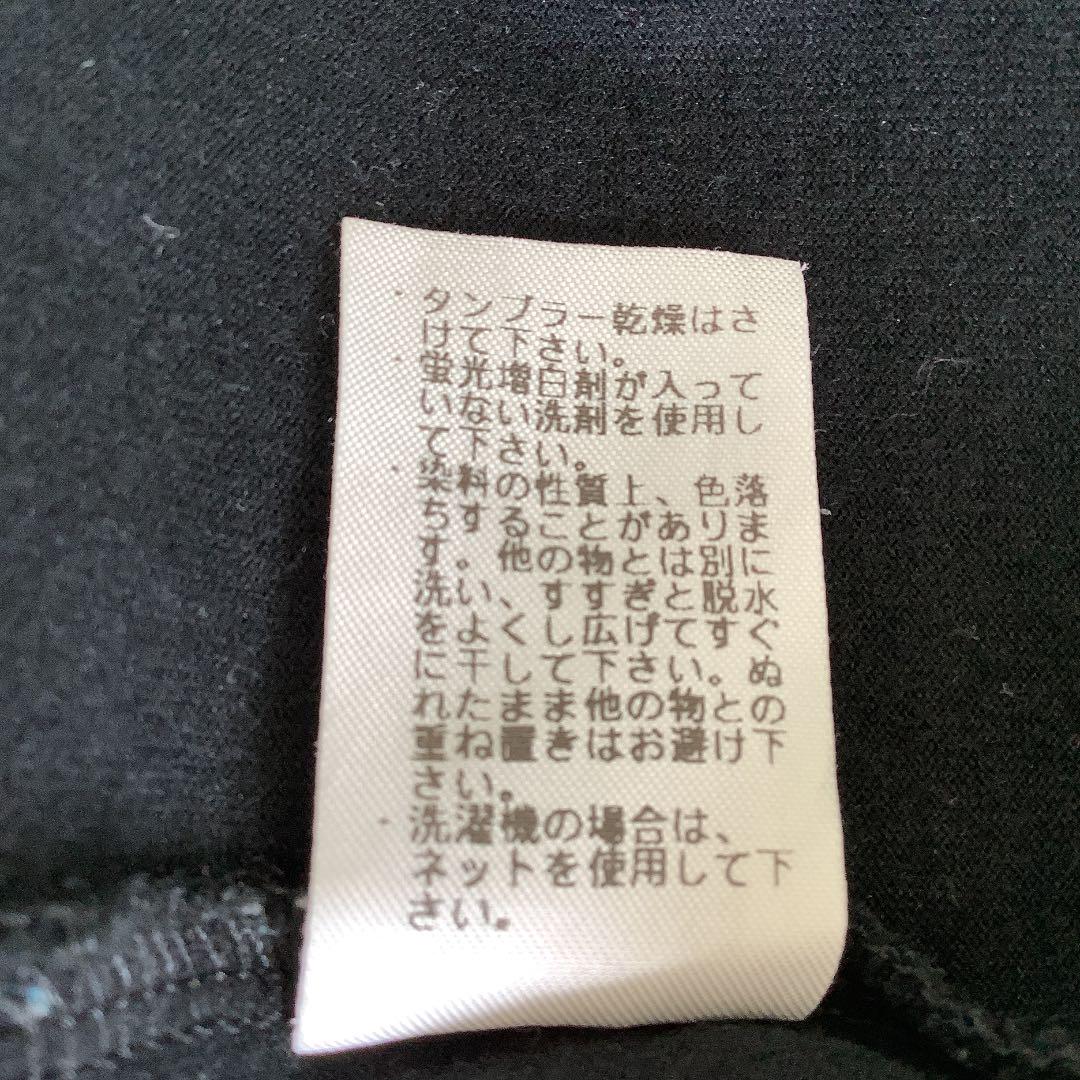 ・タンブラー乾燥はさ
けて下さい。
・蛍光増白剤が入って
いない洗剤を使用し
て下さい。
・染料の性質上、色落
ちすることがありま
す。他の物とは別に
洗い、すすぎと脱水
をよくし広げてすぐ
に干して下さい。ぬ
れたまま他の物との
重ね置きはお避け下
さい。
・洗濯機の場合は、
ネットを使用して下
さい。